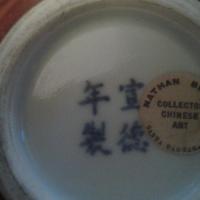 宣德
年製
NATHAN
COLLECTOR
CHINESE
ART